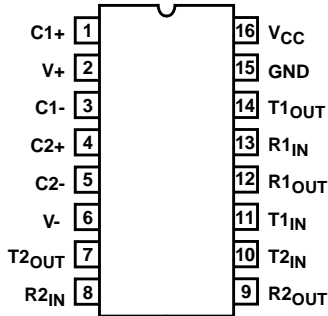 C1+ 1 16 VCC
V+ 2 15 GND
C1- 3 14 T1OUT
C2+ 4 13 R1IN
C2- 5 12 R1OUT
V- 6 11 T1IN
T2OUT 7 10 T2IN
R2IN 8 9 R2OUT